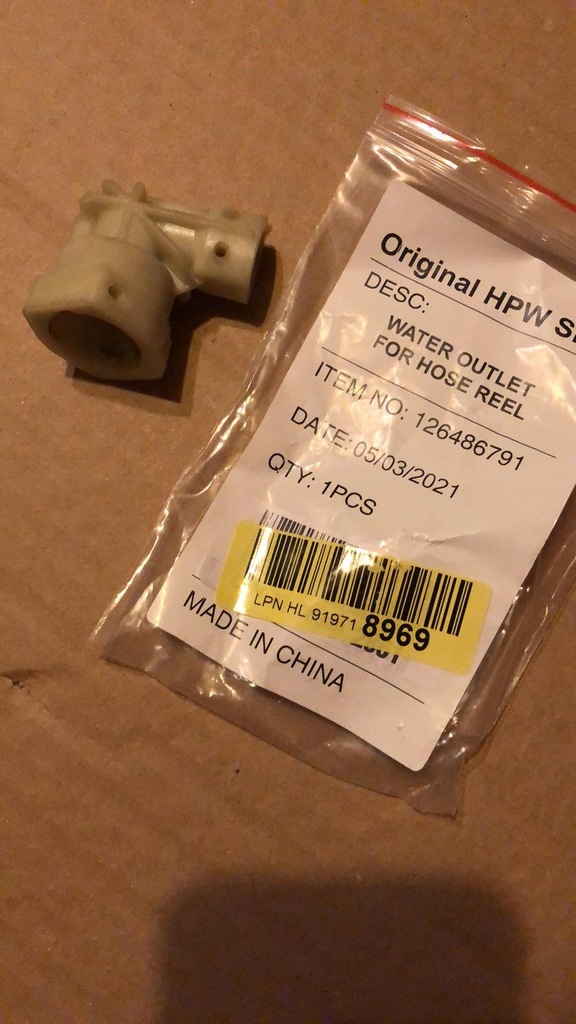 Original HPW
DESC:
WATER OUTLET
FOR HOSE REEL
ITEM NO: 126486791
DATE: 05/03/2021
QTY: 1PCS
LPN HL 91971 8969
MADE IN CHINA